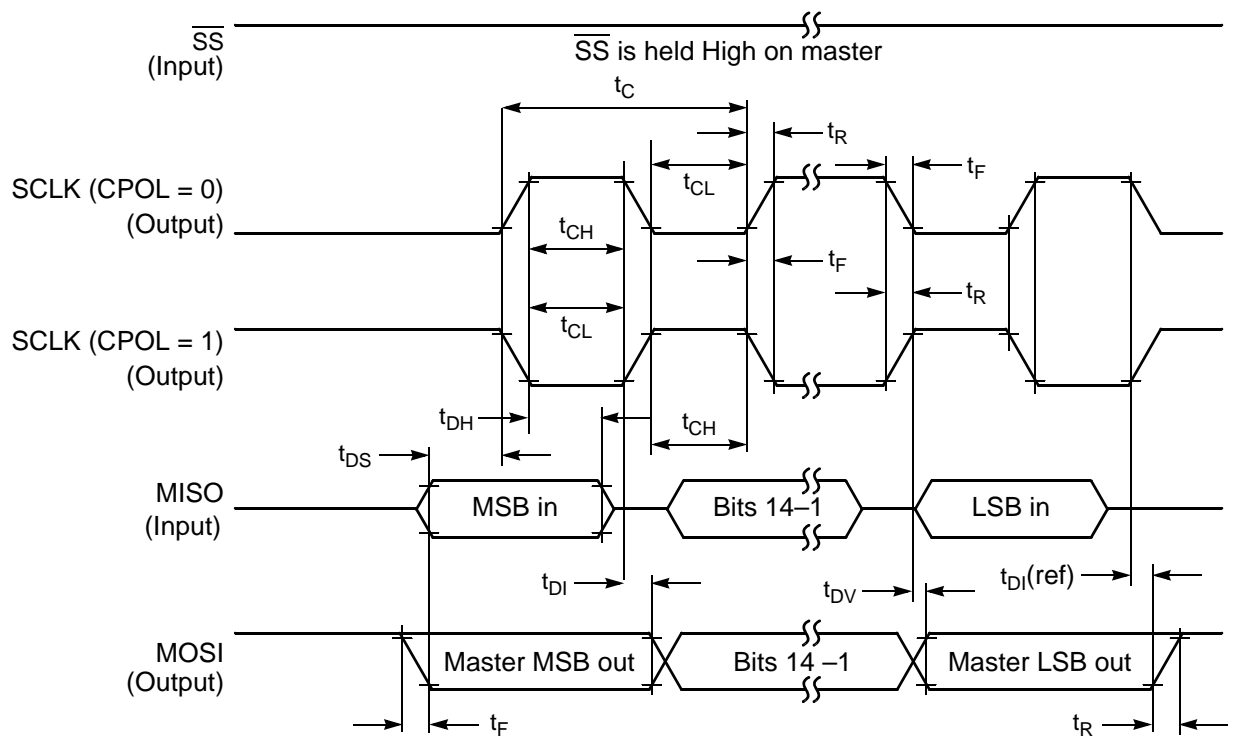 SS
(Input)
SS is held High on master
tC
tR
tF
SCLK (CPOL = 0)
(Output)
tCL
tCH
tF
tR
SCLK (CPOL = 1)
(Output)
tCL
tDH
tCH
tDS
MISO
(Input)
MSB in
Bits 14–1
LSB in
tDI
tDV
tDI(ref)
MOSI
(Output)
Master MSB out
Bits 14 –1
Master LSB out
tF
tR